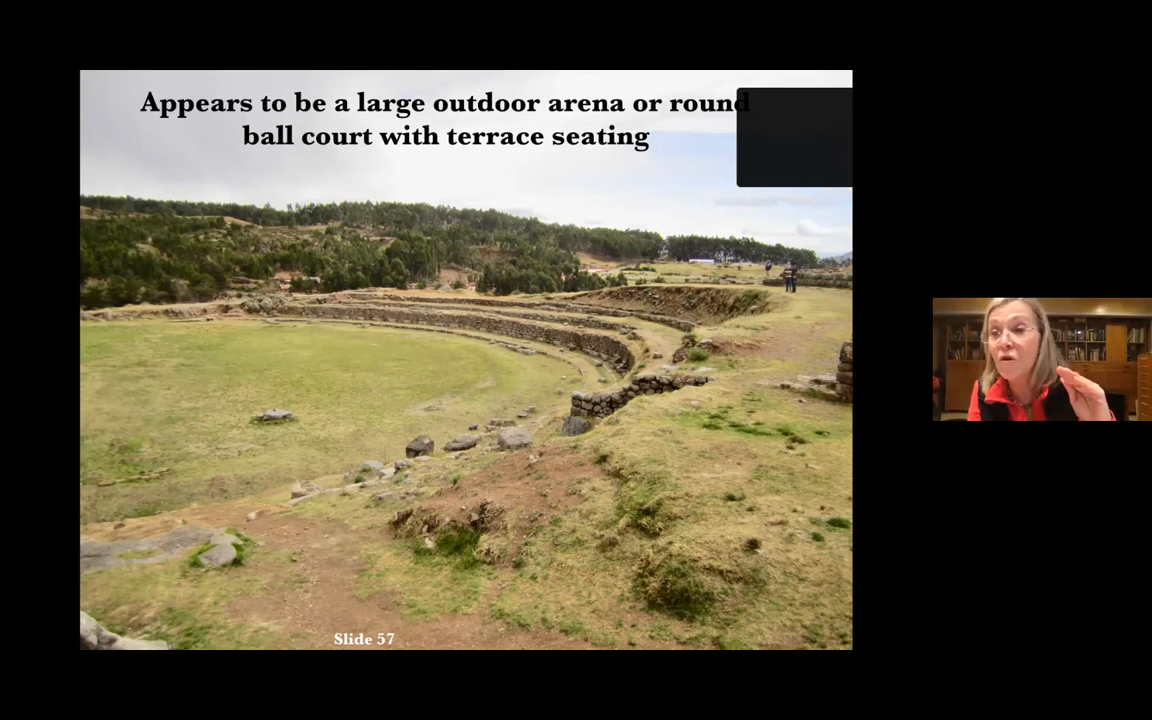 Appears to be a large outdoor arena or round
ball court with terrace seating
Slide 57